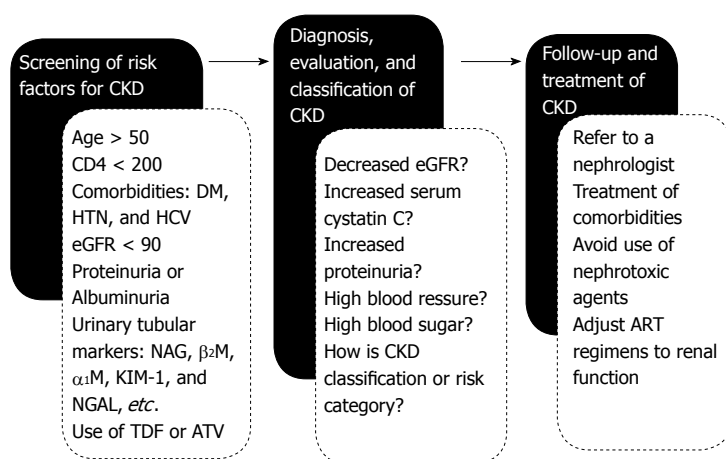 Screening of risk
factors for CKD
Age > 50
CD4 < 200
Comorbidities: DM,
HTN, and HCV
eGFR < 90
Proteinuria or
Albuminuria
Urinary tubular
markers: NAG, β2M,
α1M, KIM-1, and
NGAL, etc.
Use of TDF or ATV
Diagnosis,
evaluation, and
classification of
CKD
Decreased eGFR?
Increased serum
cystatin C?
Increased
proteinuria?
High blood ressure?
High blood sugar?
How is CKD
classification or risk
category?
Follow-up and
treatment of
CKD
Refer to a
nephrologist
Treatment of
comorbidities
Avoid use of
nephrotoxic
agents
Adjust ART
regimens to renal
function